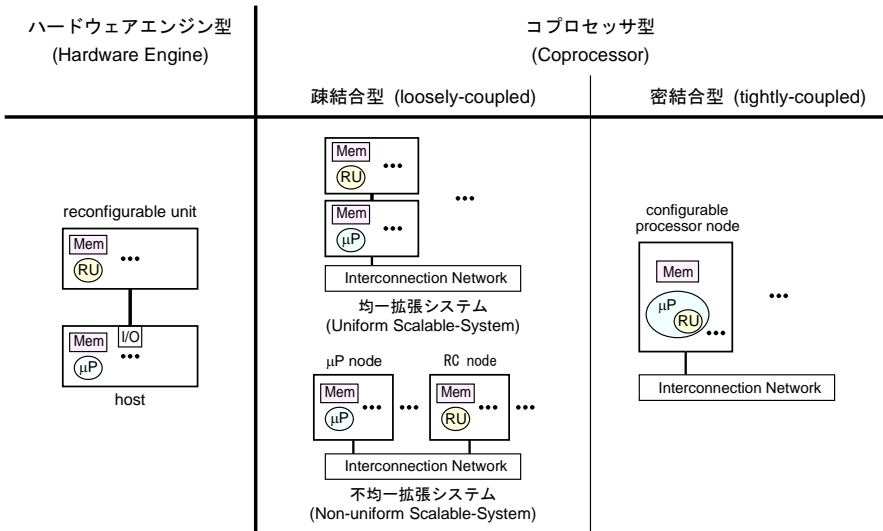 ハードウェアエンジン型
(Hardware Engine)
コプロセッサ型
(Coprocessor)
疎結合型 (loosely-coupled)
密結合型 (tightly-coupled)
reconfigurable unit
Mem
RU
•••
Mem
I/O
μP
•••
host
Mem
RU
•••
Mem
μP
•••
•••
Interconnection Network
均一拡張システム
(Uniform Scalable-System)
μP node
RC node
Mem
μP
•••
•••
Mem
RU
•••
•••
Interconnection Network
不均一拡張システム
(Non-uniform Scalable-System)
configurable
processor node
Mem
μP
RU
•••
•••
Interconnection Network